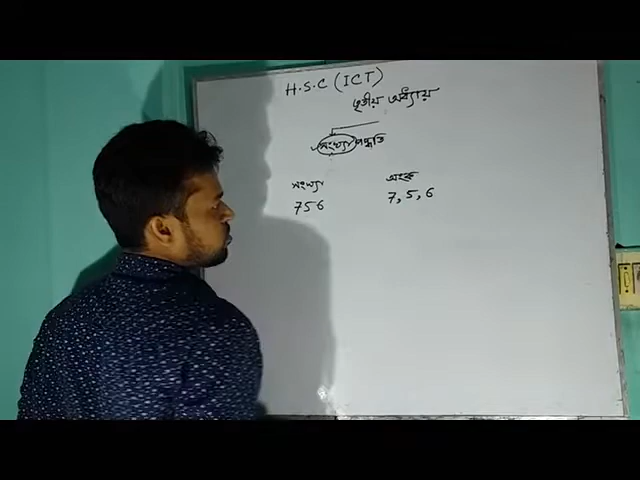 H.S.C (ICT)
তৃতীয় অধ্যায়
সংখ্যা পদ্ধতি
সংখ্যা অংক
756 7, 5, 6